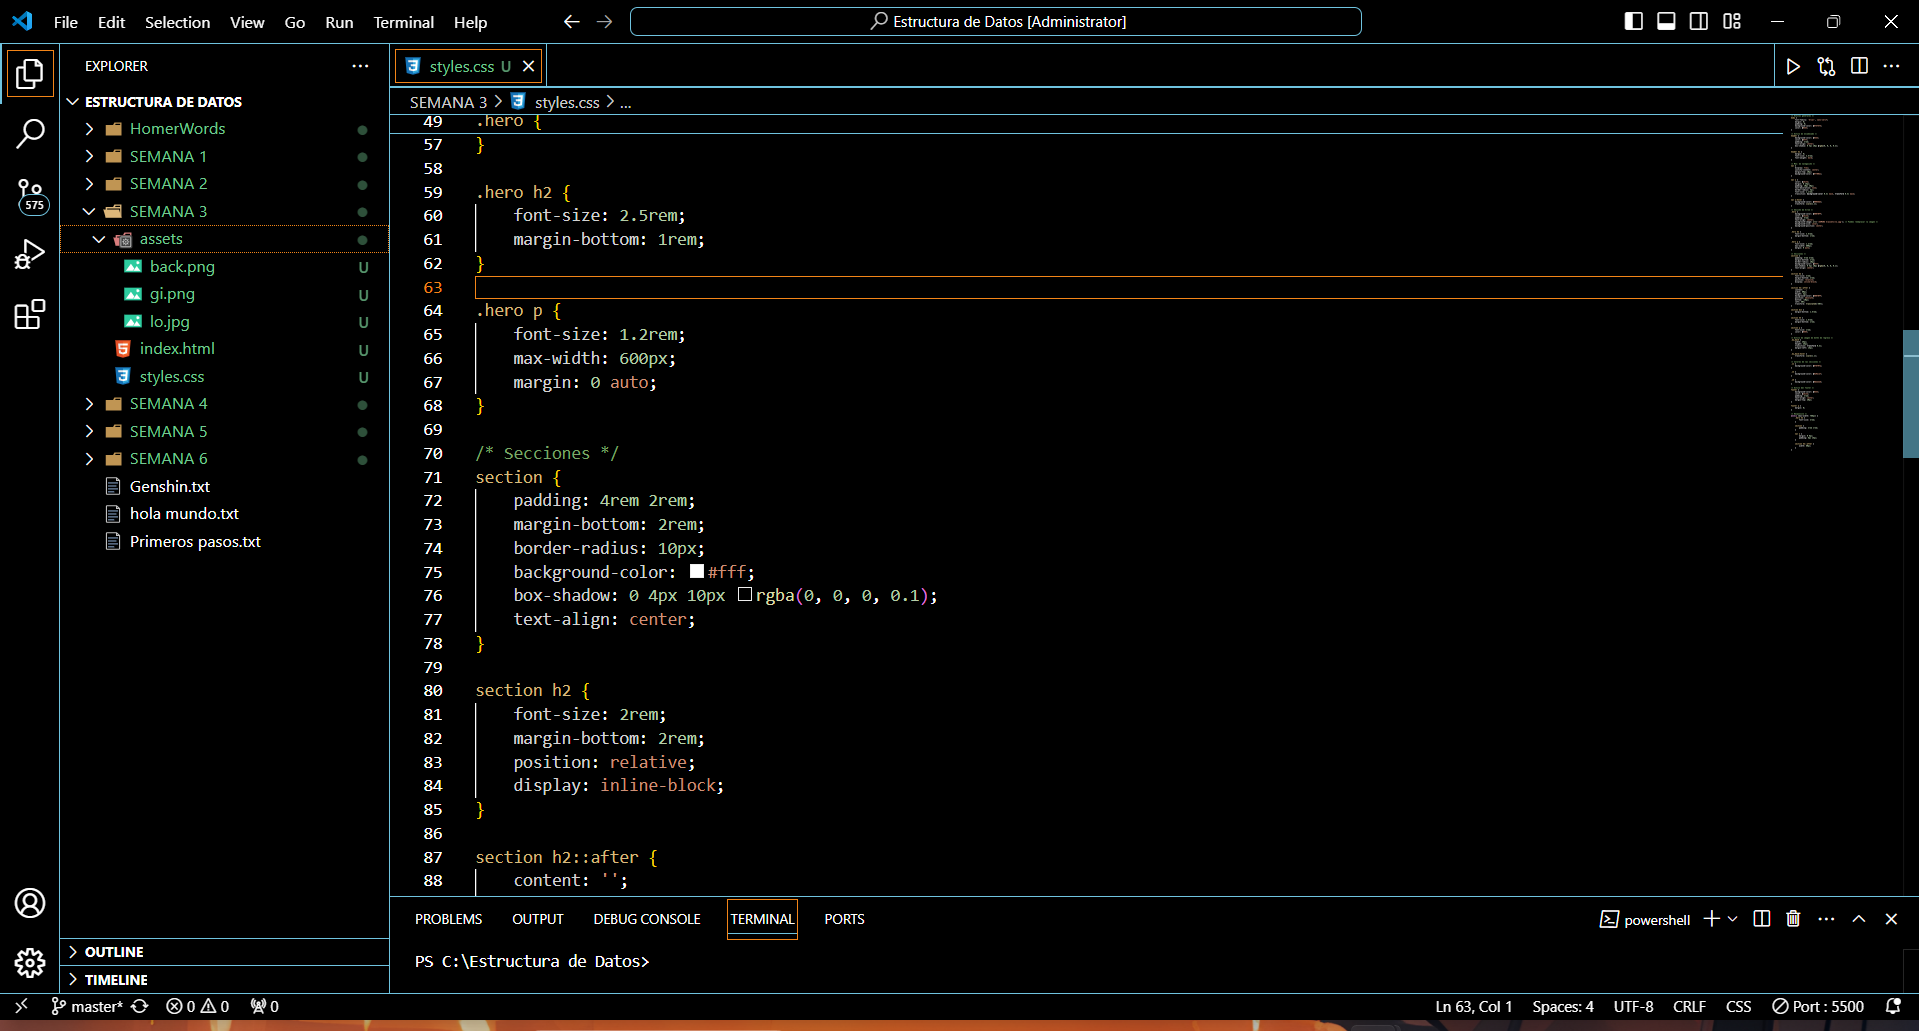 File Edit Selection View Go Run Terminal Help
Estructura de Datos [Administrator]
EXPLORER
ESTRUCTURA DE DATOS
HomerWords
SEMANA 1
SEMANA 2
SEMANA 3
assets
back.png U
gi.png U
lo.jpg U
index.html U
styles.css U
SEMANA 4
SEMANA 5
SEMANA 6
Genshin.txt
hola mundo.txt
Primeros pasos.txt
OUTLINE
TIMELINE
575
styles.css U
SEMANA 3 > styles.css > ...
49 .hero {
57 }
58
59 .hero h2 {
60 font-size: 2.5rem;
61 margin-bottom: 1rem;
62 }
63
64 .hero p {
65 font-size: 1.2rem;
66 max-width: 600px;
67 margin: 0 auto;
68 }
69
70 /* Secciones */
71 section {
72 padding: 4rem 2rem;
73 margin-bottom: 2rem;
74 border-radius: 10px;
75 background-color: #fff;
76 box-shadow: 0 4px 10px rgba(0, 0, 0, 0.1);
77 text-align: center;
78 }
79
80 section h2 {
81 font-size: 2rem;
82 margin-bottom: 2rem;
83 position: relative;
84 display: inline-block;
85 }
86
87 section h2::after {
88 content: '';
PROBLEMS OUTPUT DEBUG CONSOLE TERMINAL PORTS
powershell
PS C:\Estructura de Datos>
master* 0 0 0
Ln 63, Col 1 Spaces: 4 UTF-8 CRLF CSS Port : 5500